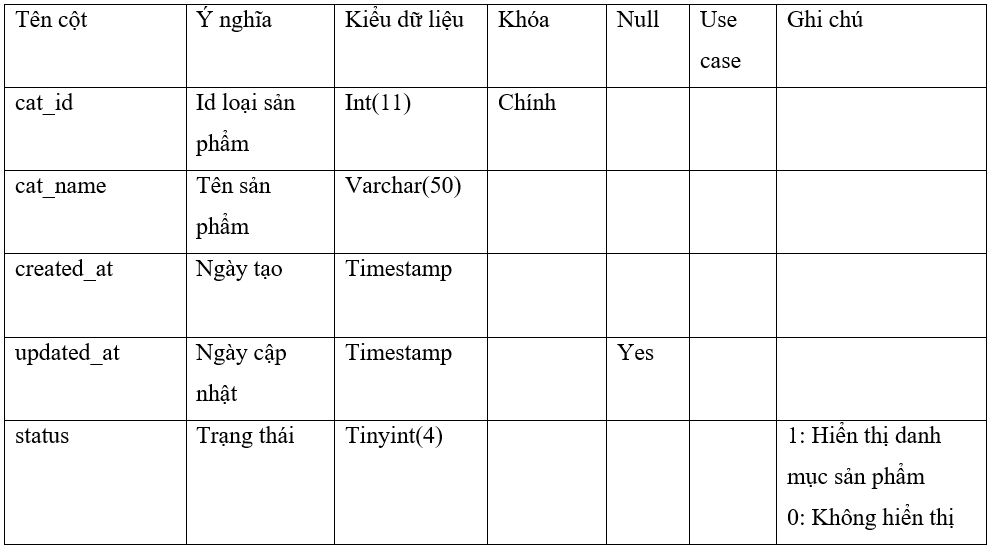 Tên cột Ý nghĩa Kiểu dữ liệu Khóa Null Use Ghi chú
case
cat_id Id loại sản Int(11) Chính
phẩm
cat_name Tên sản Varchar(50)
phẩm
created_at Ngày tạo Timestamp
updated_at Ngày cập Timestamp Yes
nhật
status Trạng thái Tinyint(4) 1: Hiển thị danh
mục sản phẩm
0: Không hiển thị